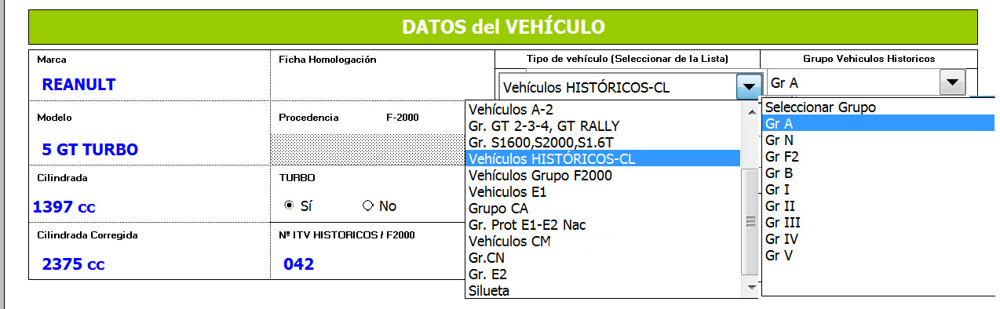 DATOS del VEHÍCULO
Marca
REANULT
Ficha Homologación
Tipo de vehículo (Seleccionar de la Lista)
Vehículos HISTÓRICOS-CL
Grupo Vehiculos Historicos
Gr A
Modelo
5 GT TURBO
Procedencia F-2000
Cilindrada
1397 cc
TURBO
Sí No
Cilindrada Corregida
2375 cc
Nº ITV HISTORICOS / F2000
042
Vehículos A-2
Gr. GT 2-3-4, GT RALLY
Gr. S1600,S2000,S1.6T
Vehículos HISTÓRICOS-CL
Vehículos Grupo F2000
Vehiculos E1
Grupo CA
Gr. Prot E1-E2 Nac
Vehículos CM
Gr.CN
Gr. E2
Silueta
Seleccionar Grupo
Gr A
Gr N
Gr F2
Gr B
Gr I
Gr II
Gr III
Gr IV
Gr V